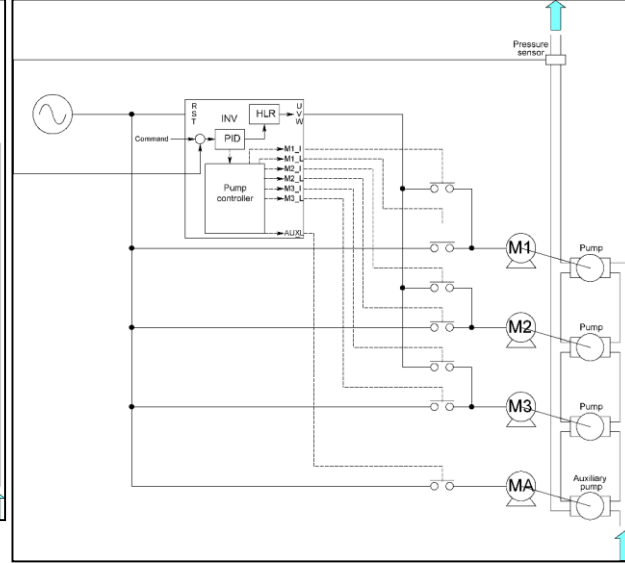 Pressure
sensor
R
S
T
INV
HLR
U
V
W
Command
PID
M1_I
M1_L
M2_I
M2_L
M3_I
M3_L
Pump
controller
AUX_L
M1
Pump
M2
Pump
M3
Pump
MA
Auxiliary
pump